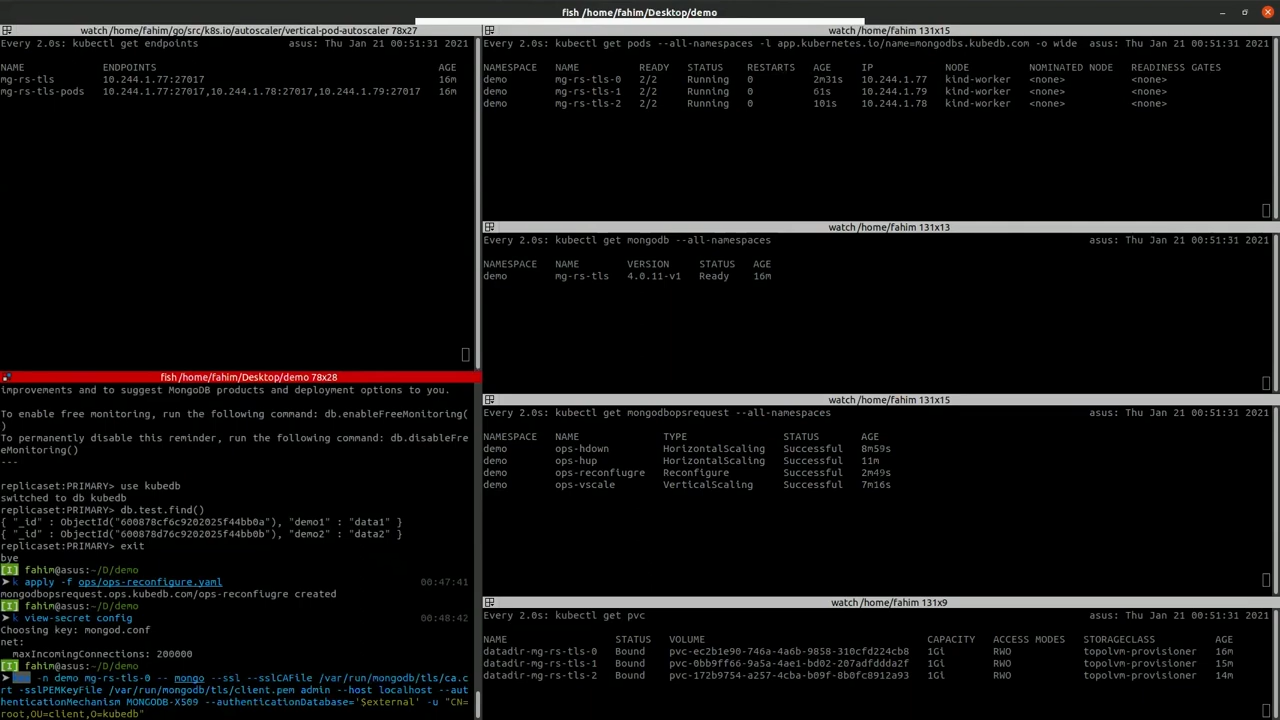 fish /home/fahim/Desktop/demo
watch /home/fahim/go/src/k8s.io/autoscaler/vertical-pod-autoscaler 78x27
Every 2.0s: kubectl get endpoints asus: Thu Jan 21 00:51:31 2021
NAME ENDPOINTS AGE
mg-rs-tls 10.244.1.77:27017 16m
mg-rs-tls-pods 10.244.1.77:27017,10.244.1.78:27017,10.244.1.79:27017 16m
fish /home/fahim/Desktop/demo 78x28
improvements and to suggest MongoDB products and deployment options to you.
To enable free monitoring, run the following command: db.enableFreeMonitoring(
)
To permanently disable this reminder, run the following command: db.disableFre
eMonitoring()
---
replicaset:PRIMARY> use kubedb
switched to db kubedb
replicaset:PRIMARY> db.test.find()
{ "_id" : ObjectId("600878cf6c9202025f44bb0a"), "demo1" : "data1" }
{ "_id" : ObjectId("600878d76c9202025f44bb0b"), "demo2" : "data2" }
replicaset:PRIMARY> exit
bye
[I] fahim@asus:~/D/demo
➤ k apply -f ops/ops-reconfigure.yaml 00:47:41
mongodbopsrequest.ops.kubedb.com/ops-reconfiugre created
[I] fahim@asus:~/D/demo
➤ k view-secret config 00:48:42
Choosing key: mongod.conf
net:
maxIncomingConnections: 200000
[I] fahim@asus:~/D/demo
➤ -n demo mg-rs-tls-0 -- mongo --ssl --sslCAFile /var/run/mongodb/tls/ca.c
rt -sslPEMKeyFile /var/run/mongodb/tls/client.pem admin --host localhost --aut
henticationMechanism MONGODB-X509 --authenticationDatabase='$external' -u "CN=
root,OU=client,O=kubedb"
watch /home/fahim 131x15
Every 2.0s: kubectl get pods --all-namespaces -l app.kubernetes.io/name=mongodbs.kubedb.com -o wide asus: Thu Jan 21 00:51:31 2021
NAMESPACE NAME READY STATUS RESTARTS AGE IP NODE NOMINATED NODE READINESS GATES
demo mg-rs-tls-0 2/2 Running 0 2m31s 10.244.1.77 kind-worker <none> <none>
demo mg-rs-tls-1 2/2 Running 0 61s 10.244.1.79 kind-worker <none> <none>
demo mg-rs-tls-2 2/2 Running 0 101s 10.244.1.78 kind-worker <none> <none>
watch /home/fahim 131x13
Every 2.0s: kubectl get mongodb --all-namespaces asus: Thu Jan 21 00:51:31 2021
NAMESPACE NAME VERSION STATUS AGE
demo mg-rs-tls 4.0.11-v1 Ready 16m
watch /home/fahim 131x15
Every 2.0s: kubectl get mongodbopsrequest --all-namespaces asus: Thu Jan 21 00:51:31 2021
NAMESPACE NAME TYPE STATUS AGE
demo ops-hdown HorizontalScaling Successful 8m59s
demo ops-hup HorizontalScaling Successful 11m
demo ops-reconfiugre Reconfigure Successful 2m49s
demo ops-vscale VerticalScaling Successful 7m16s
watch /home/fahim 131x9
Every 2.0s: kubectl get pvc asus: Thu Jan 21 00:51:31 2021
NAME STATUS VOLUME CAPACITY ACCESS MODES STORAGECLASS AGE
datadir-mg-rs-tls-0 Bound pvc-ec2b1e90-746a-4a6b-9858-310cfd224cb8 1Gi RWO topolvm-provisioner 16m
datadir-mg-rs-tls-1 Bound pvc-0bb9ff66-9a5a-4ae1-bd02-207adfddda2f 1Gi RWO topolvm-provisioner 15m
datadir-mg-rs-tls-2 Bound pvc-172b9754-a257-4cba-b09f-8b0fc8912a93 1Gi RWO topolvm-provisioner 14m